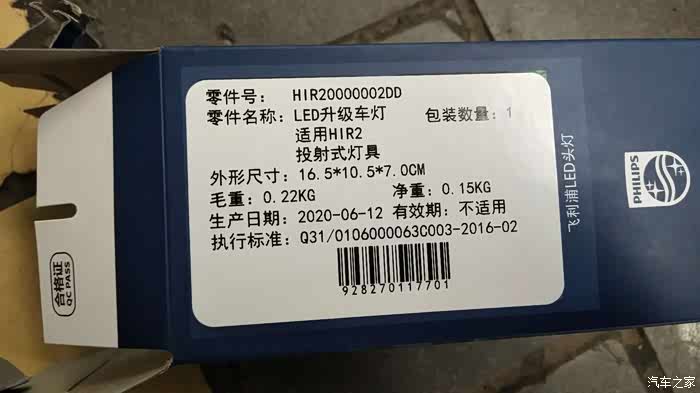 零件号： HIR20000002DD
零件名称：LED升级车灯 包装数量：1
适用HIR2
投射式灯具
外形尺寸：16.5*10.5*7.0CM
毛重：0.22KG 净重：0.15KG
生产日期：2020-06-12 有效期：不适用
执行标准：Q31/0106000063C003-2016-02
928270117701
飞利浦LED头灯
PHILIPS
合格证
QC PASS
汽车之家